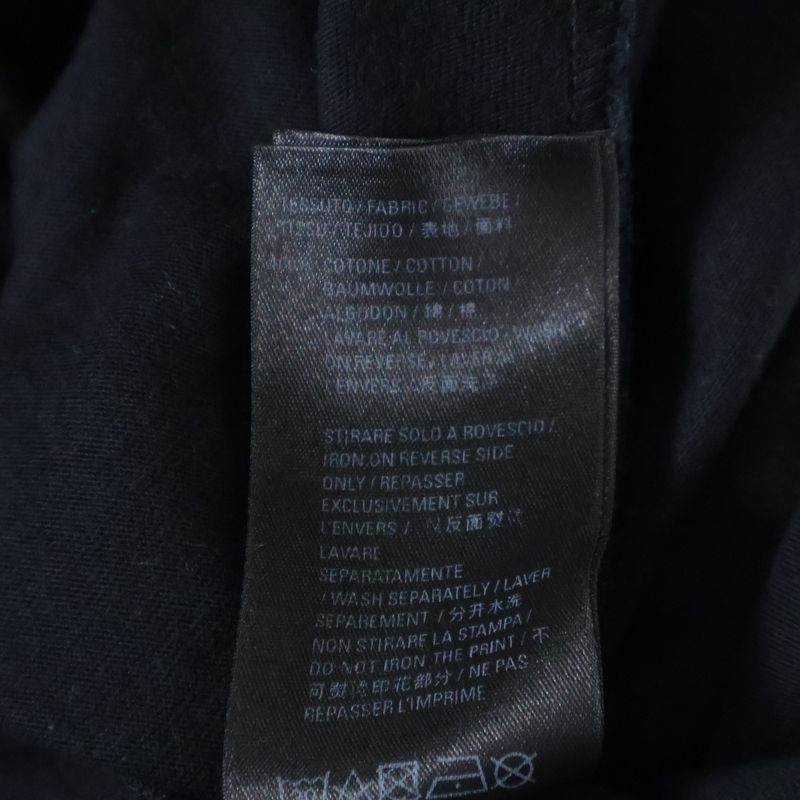 TESSUTO / FABRIC / GEWEBE /
TISSU / TEJIDO / 表地 / 面料
COTONE / COTTON /
BAUMWOLLE / COTON
ALGODON / 綿 / 棉
LAVARE AL ROVESCIO / WASH
ON REVERSE / LAVER A
L'ENVERS / 反面洗
STIRARE SOLO A ROVESCIO /
IRON ON REVERSE SIDE
ONLY / REPASSER
EXCLUSIVEMENT SUR
L'ENVERS / 反面熨
LAVARE
SEPARATAMENTE
/ WASH SEPARATELY / LAVER
SEPAREMENT / 分开水洗
NON STIRARE LA STAMPA /
DO NOT IRON THE PRINT / 不
可熨烫印花部分 / NE PAS
REPASSER L'IMPRIME